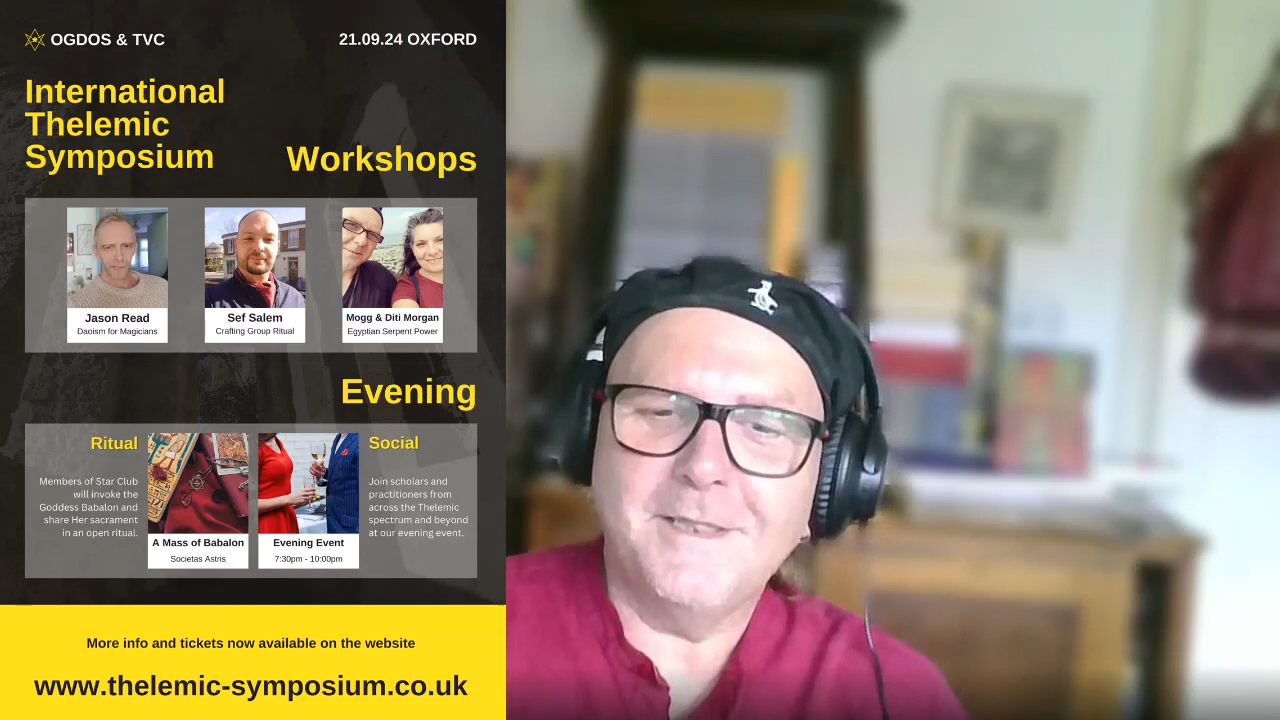 OGDOS & TVC
21.09.24 OXFORD
International
Thelemic
Symposium
Workshops
Jason Read
Daoism for Magicians
Sef Salem
Crafting Group Ritual
Mogg & Diti Morgan
Egyptian Serpent Power
Evening
Ritual
Members of Star Club
will invoke the
Goddess Babalon and
share Her sacrament
in an open ritual.
A Mass of Babalon
Societas Astris
Evening Event
7:30pm - 10:00pm
Social
Join scholars and
practitioners from
across the Thelemic
spectrum and beyond
at our evening event.
More info and tickets now available on the website
www.thelemic-symposium.co.uk